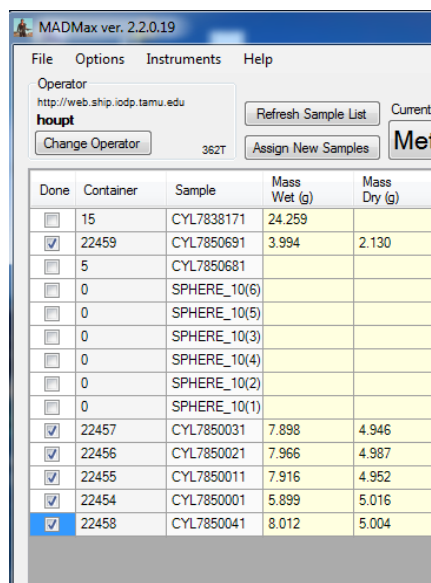 MADMax ver. 2.2.0.19
File Options Instruments Help
Operator
http://web.ship.iodp.tamu.edu
houpt
Change Operator 362T
Refresh Sample List Current
Assign New Samples Met
Done Container Sample Mass Wet (g) Mass Dry (g)
15 CYL7838171 24.259
22459 CYL7850691 3.994 2.130
5 CYL7850681
0 SPHERE_10(6)
0 SPHERE_10(5)
0 SPHERE_10(3)
0 SPHERE_10(4)
0 SPHERE_10(2)
0 SPHERE_10(1)
22457 CYL7850031 7.898 4.946
22456 CYL7850021 7.966 4.987
22455 CYL7850011 7.916 4.952
22454 CYL7850001 5.899 5.016
22458 CYL7850041 8.012 5.004